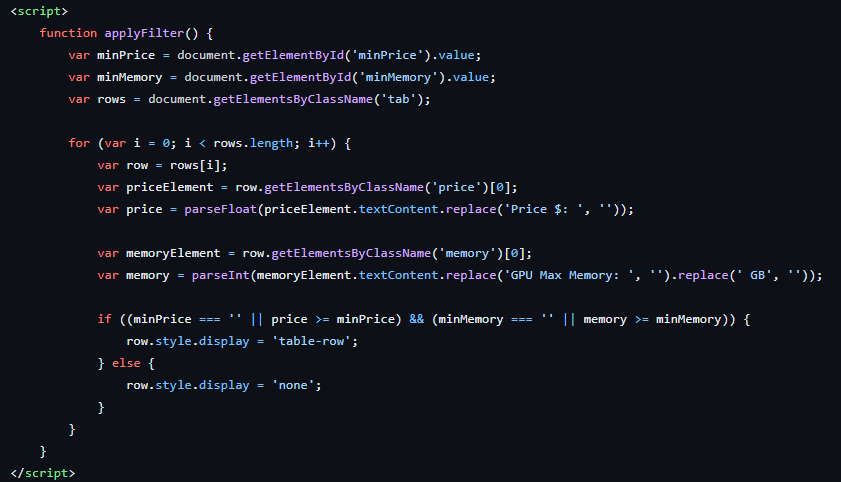 <script>
function applyFilter() {
var minPrice = document.getElementById('minPrice').value;
var minMemory = document.getElementById('minMemory').value;
var rows = document.getElementsByClassName('tab');
for (var i = 0; i < rows.length; i++) {
var row = rows[i];
var priceElement = row.getElementsByClassName('price')[0];
var price = parseFloat(priceElement.textContent.replace('Price $: ', ''));
var memoryElement = row.getElementsByClassName('memory')[0];
var memory = parseInt(memoryElement.textContent.replace('GPU Max Memory: ', '').replace(' GB', ''));
if ((minPrice === '' || price >= minPrice) && (minMemory === '' || memory >= minMemory)) {
row.style.display = 'table-row';
} else {
row.style.display = 'none';
}
}
}
</script>